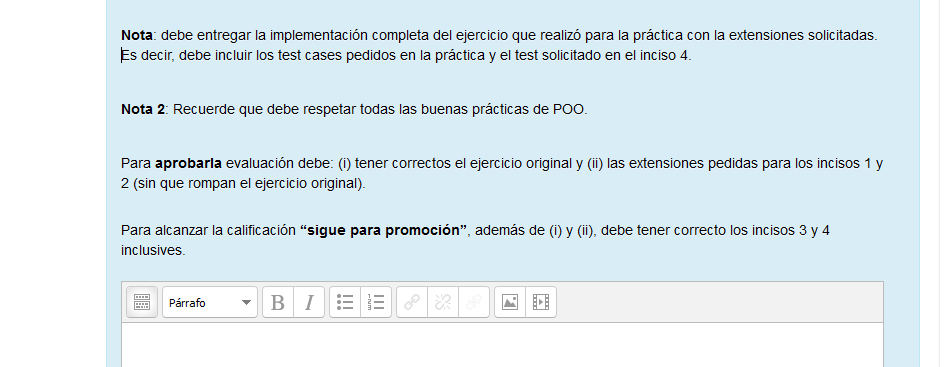 Nota: debe entregar la implementación completa del ejercicio que realizó para la práctica con la extensiones solicitadas.
Es decir, debe incluir los test cases pedidos en la práctica y el test solicitado en el inciso 4.
Nota 2: Recuerde que debe respetar todas las buenas prácticas de POO.
Para aprobarla evaluación debe: (i) tener correctos el ejercicio original y (ii) las extensiones pedidas para los incisos 1 y
2 (sin que rompan el ejercicio original).
Para alcanzar la calificación “sigue para promoción”, además de (i) y (ii), debe tener correcto los incisos 3 y 4
inclusives.
Párrafo B I